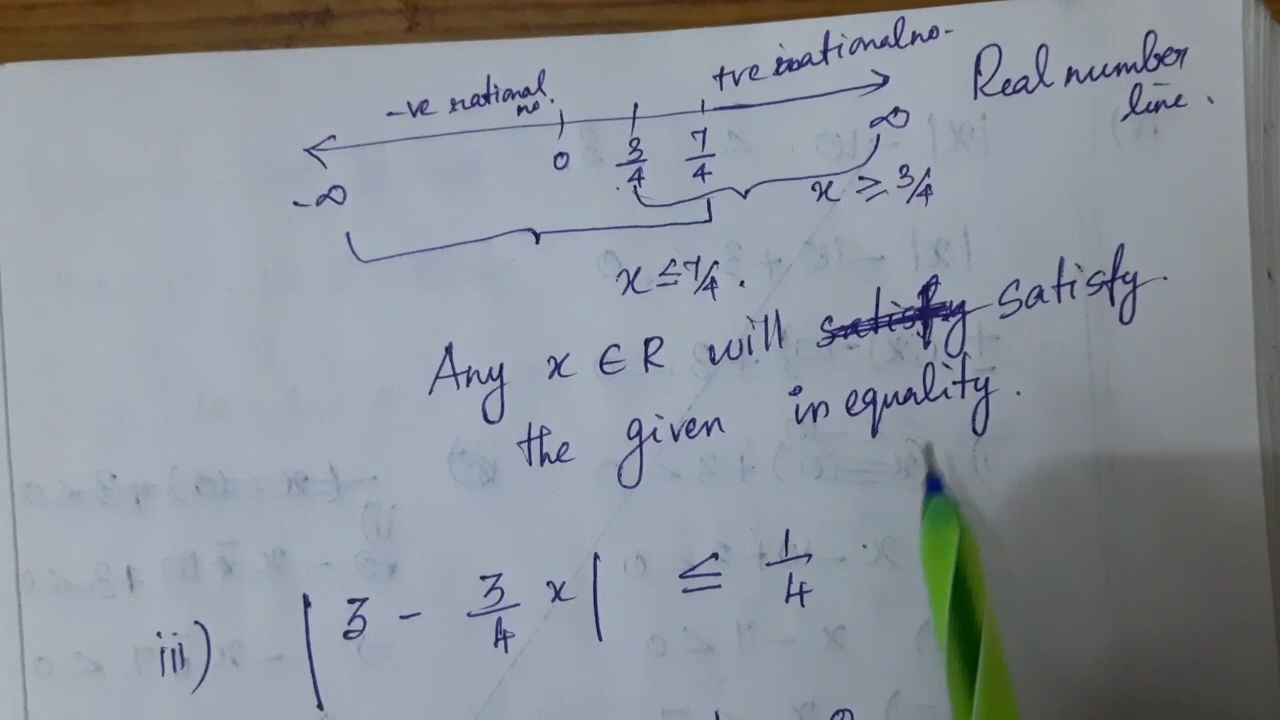 -ve rational no.
+ve rational no.
Real number line.
-∞ 0 3/4 7/4 ∞
x ≥ 3/4
x ≤ 7/4.
Any x ∈ R will satisfy satisfy.
the given inequality.
iii) |3 - 3/4 x| ≤ 1/4